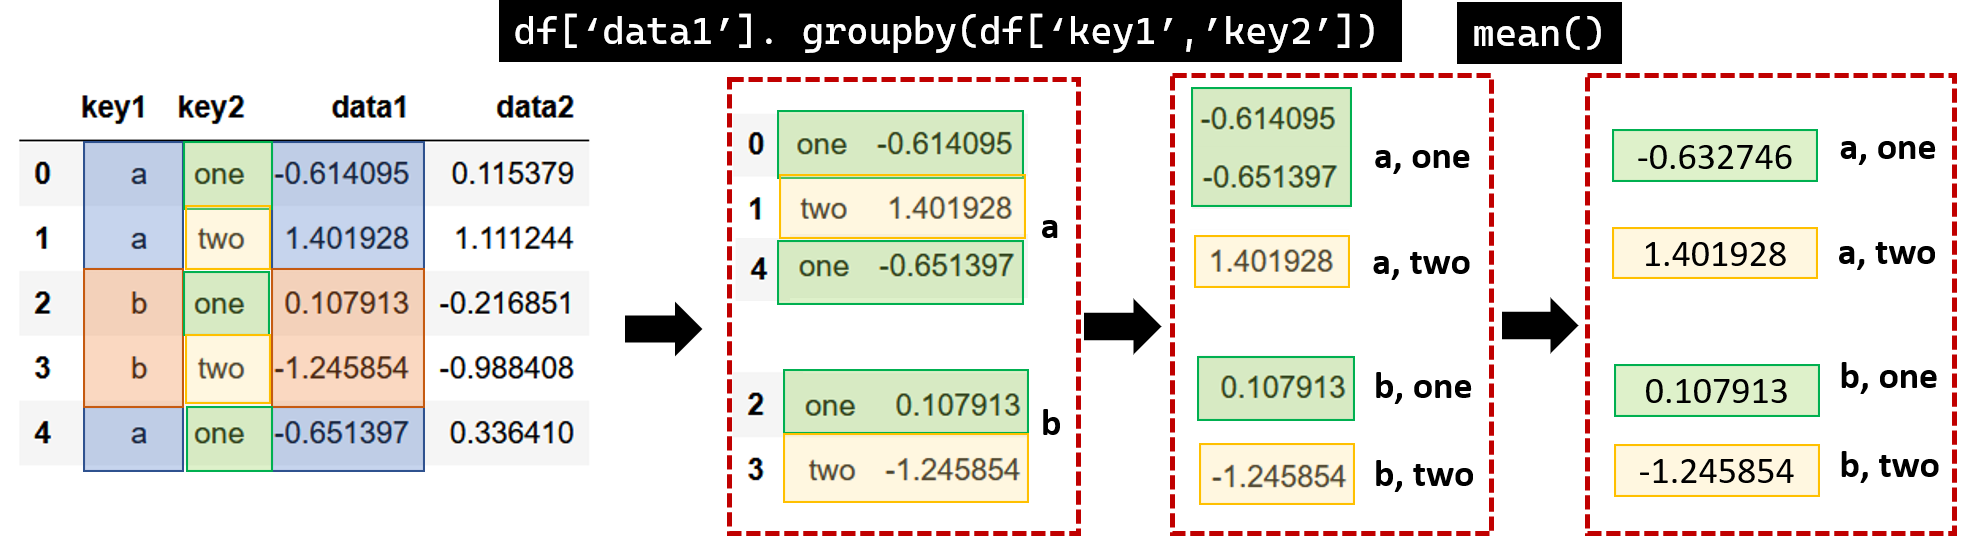 df[‘data1’]. groupby(df[‘key1’,’key2’])
mean()
key1 key2 data1 data2
0 a one -0.614095 0.115379
1 a two 1.401928 1.111244
2 b one 0.107913 -0.216851
3 b two -1.245854 -0.988408
4 a one -0.651397 0.336410
0 one -0.614095
1 two 1.401928
a
4 one -0.651397
2 one 0.107913
b
3 two -1.245854
-0.614095
a, one
-0.651397
1.401928 a, two
0.107913 b, one
-1.245854 b, two
-0.632746 a, one
1.401928 a, two
0.107913 b, one
-1.245854 b, two